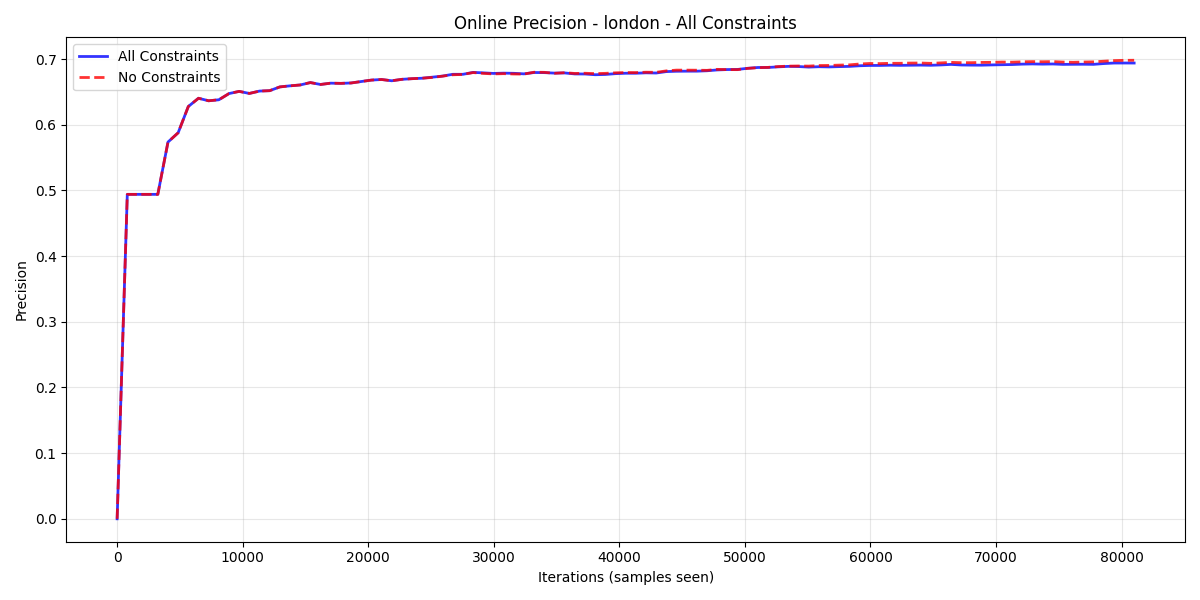 Online Precision - london - All Constraints
All Constraints
No Constraints
Precision
0.7
0.6
0.5
0.4
0.3
0.2
0.1
0.0
0 10000 20000 30000 40000 50000 60000 70000 80000
Iterations (samples seen)